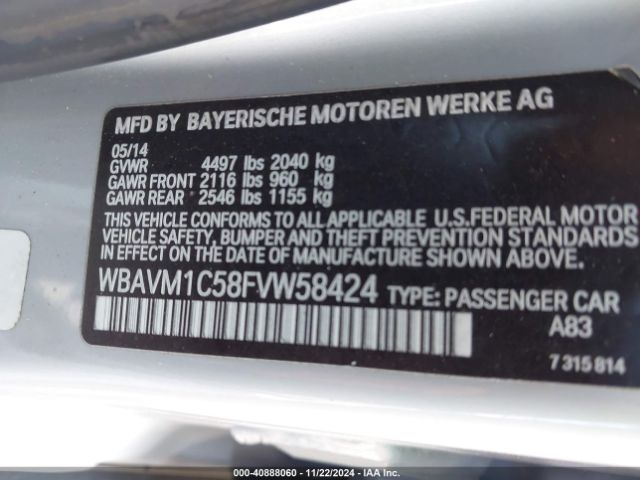 MFD BY BAYERISCHE MOTOREN WERKE AG
05/14
GVWR 4497 lbs 2040 kg
GAWR FRONT 2116 lbs 960 kg
GAWR REAR 2546 lbs 1155 kg
THIS VEHICLE CONFORMS TO ALL APPLICABLE U.S.FEDERAL MOTOR
VEHICLE SAFETY, BUMPER AND THEFT PREVENTION STANDARDS
IN EFFECT ON THE DATE OF MANUFACTURE SHOWN ABOVE.
WBAVM1C58FVW58424 TYPE: PASSENGER CAR
A83
7 315 814
000-40888060 - 11/22/2024 - IAA Inc.